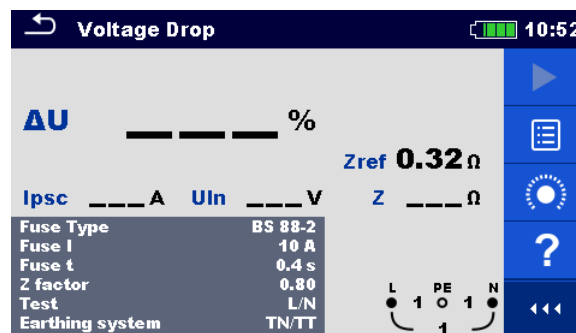 Voltage Drop 10:52
ΔU ___ %
Zref 0.32 Ω
Ipsc ___ A UIn ___ V Z ___ Ω
Fuse Type BS 88-2
Fuse I 10 A
Fuse t 0.4 s
Z factor 0.80
Test L/N
Earthing system TN/TT
?
L PE N
1 1
1